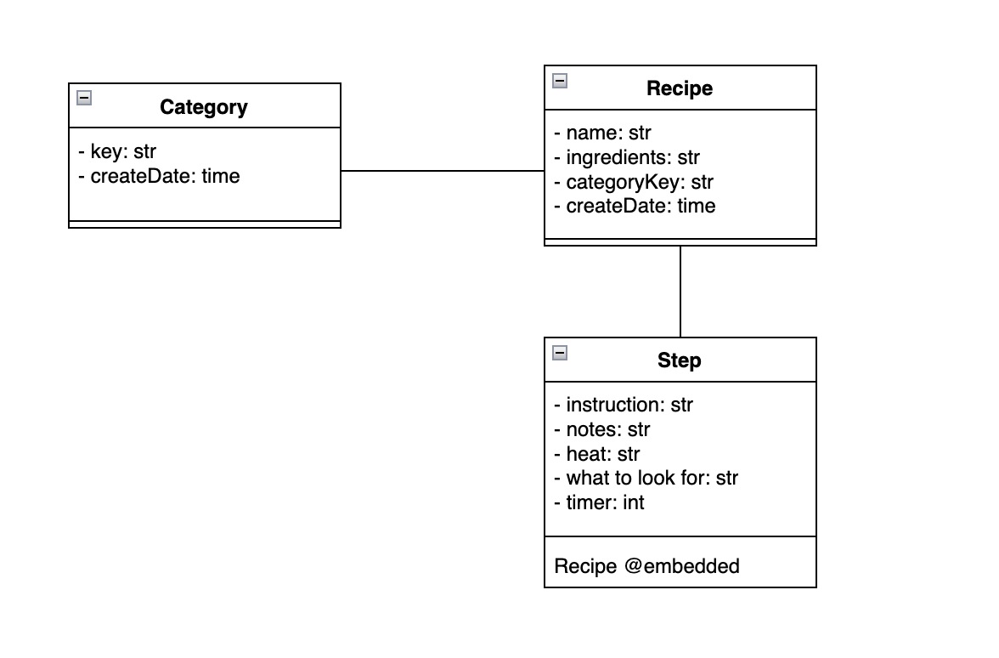 Category
- key: str
- createDate: time
Recipe
- name: str
- ingredients: str
- categoryKey: str
- createDate: time
Step
- instruction: str
- notes: str
- heat: str
- what to look for: str
- timer: int
Recipe @embedded